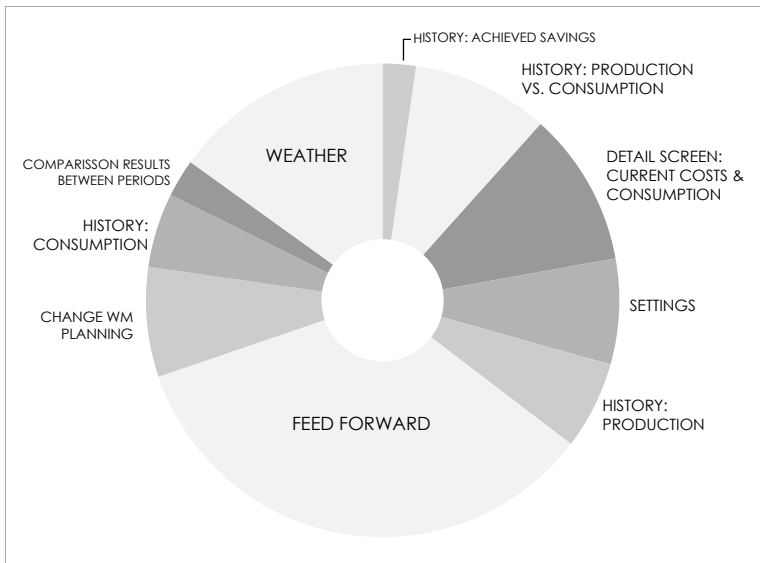 HISTORY: ACHIEVED SAVINGS
HISTORY: PRODUCTION
VS. CONSUMPTION
DETAIL SCREEN:
CURRENT COSTS &
CONSUMPTION
SETTINGS
HISTORY:
PRODUCTION
FEED FORWARD
CHANGE WM
PLANNING
HISTORY:
CONSUMPTION
COMPARISSON RESULTS
BETWEEN PERIODS
WEATHER